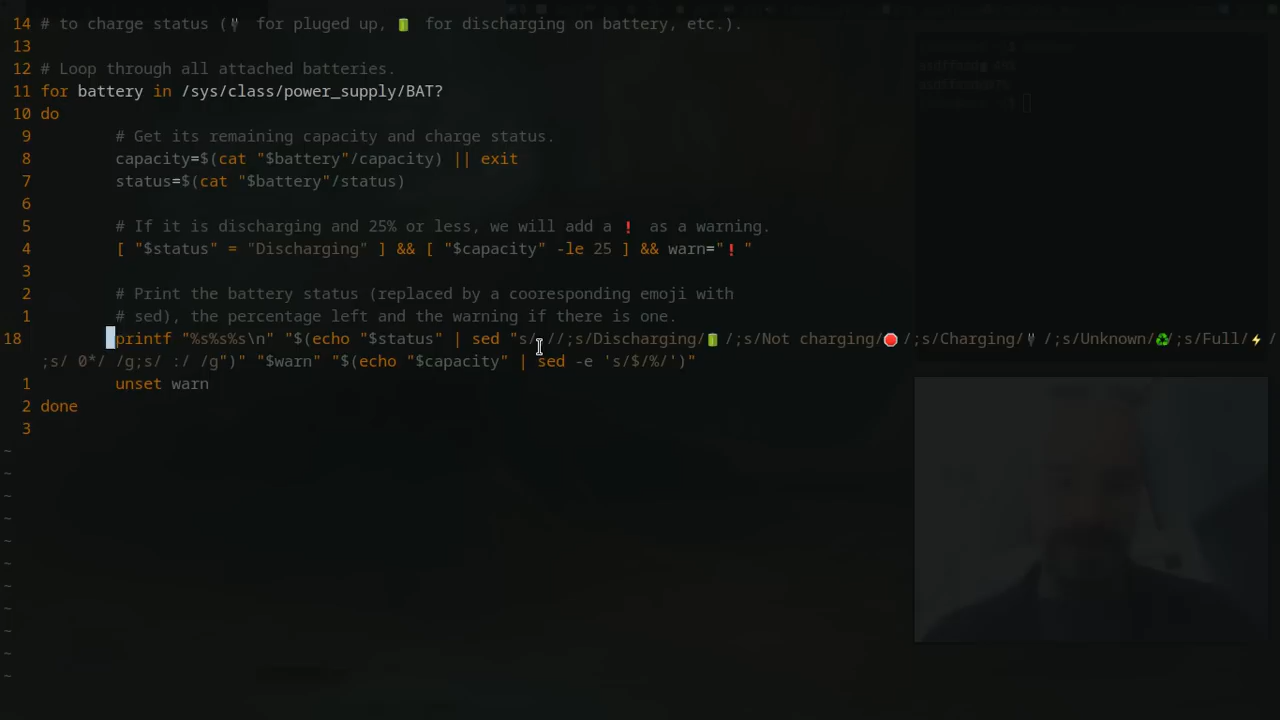 14 # to charge status (🔌 for pluged up, 🔋 for discharging on battery, etc.).
13
12 # Loop through all attached batteries.
11 for battery in /sys/class/power_supply/BAT?
10 do
9 # Get its remaining capacity and charge status.
8 capacity=$(cat "$battery"/capacity) || exit
7 status=$(cat "$battery"/status)
6
5 # If it is discharging and 25% or less, we will add a ❗ as a warning.
4 [ "$status" = "Discharging" ] && [ "$capacity" -le 25 ] && warn="❗"
3
2 # Print the battery status (replaced by a cooresponding emoji with
1 # sed), the percentage left and the warning if there is one.
18 printf "%s%s%s\n" "$(echo "$status" | sed "s/,//;s/Discharging/🔋/;s/Not charging/🛑/;s/Charging/🔌/;s/Unknown/♻️/;s/Full/⚡/
;s/ 0*/ /g;s/ :/ /g")" "$warn" "$(echo "$capacity" | sed -e 's/$/%/')"
1 unset warn
2 done
3
~
~
~
~
~
~
~
~
~
~
~